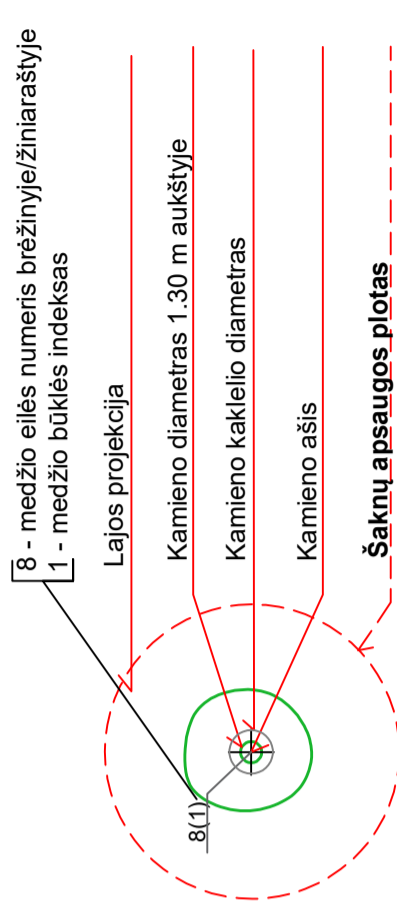 8 - medžio eilės numeris brėžinyje/žiniaraštyje
1 - medžio būklės indeksas
Lajos projekcija
Kamieno diametras 1.30 m aukštyje
Kamieno kaklelio diametras
Kamieno ašis
Šaknų apsaugos plotas
8(1)